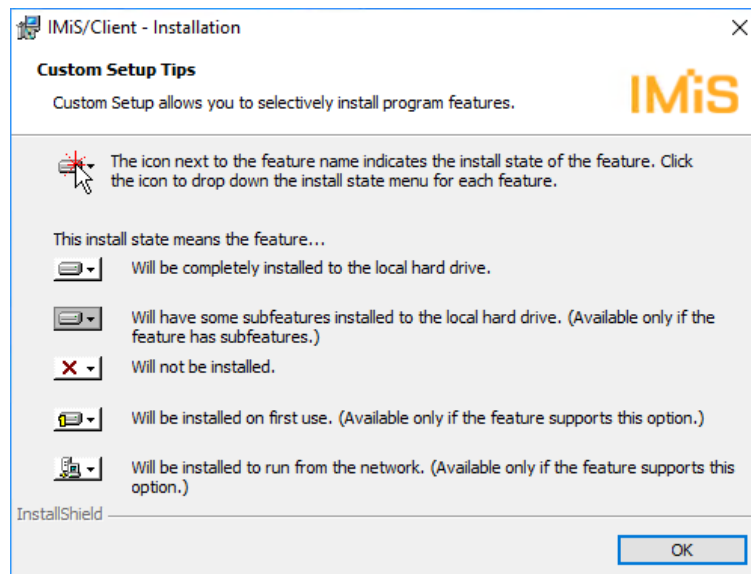 IMiS/Client - Installation
Custom Setup Tips
Custom Setup allows you to selectively install program features.
IMiS
The icon next to the feature name indicates the install state of the feature. Click
the icon to drop down the install state menu for each feature.
This install state means the feature...
Will be completely installed to the local hard drive.
Will have some subfeatures installed to the local hard drive. (Available only if the
feature has subfeatures.)
Will not be installed.
Will be installed on first use. (Available only if the feature supports this option.)
Will be installed to run from the network. (Available only if the feature supports this
option.)
InstallShield
OK